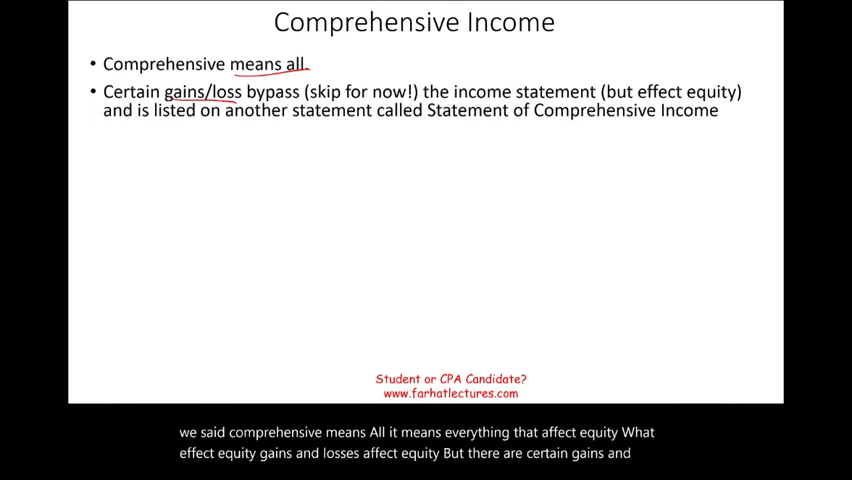 Comprehensive Income
• Comprehensive means all.
• Certain gains/loss bypass (skip for now!) the income statement (but effect equity)
and is listed on another statement called Statement of Comprehensive Income
Student or CPA Candidate?
www.farhatlectures.com
we said comprehensive means All it means everything that affect equity What
effect equity gains and losses affect equity But there are certain gains and